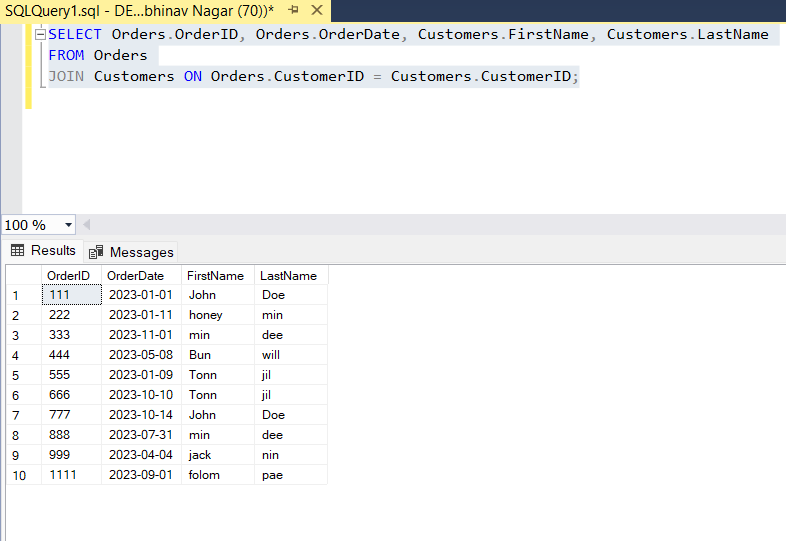 SQLQuery1.sql - DE...bhinav Nagar (70))*
SELECT Orders.OrderID, Orders.OrderDate, Customers.FirstName, Customers.LastName
FROM Orders
JOIN Customers ON Orders.CustomerID = Customers.CustomerID;
100 %
Results Messages
OrderID OrderDate FirstName LastName
1 111 2023-01-01 John Doe
2 222 2023-01-11 honey min
3 333 2023-11-01 min dee
4 444 2023-05-08 Bun will
5 555 2023-01-09 Tonn jil
6 666 2023-10-10 Tonn jil
7 777 2023-10-14 John Doe
8 888 2023-07-31 min dee
9 999 2023-04-04 jack nin
10 1111 2023-09-01 folom pae